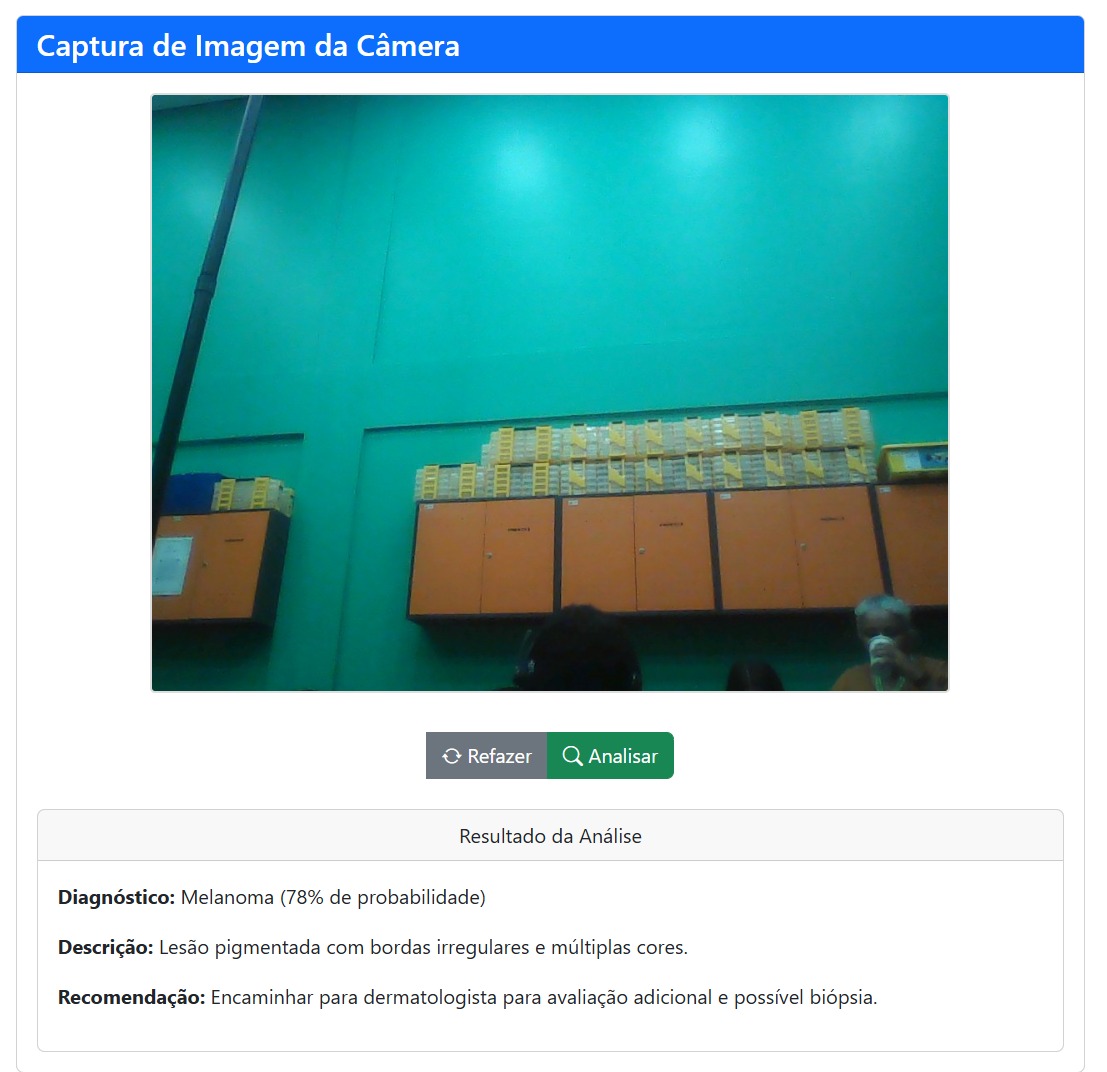 Captura de Imagem da Câmera
Refazer
Analisar
Resultado da Análise
Diagnóstico: Melanoma (78% de probabilidade)
Descrição: Lesão pigmentada com bordas irregulares e múltiplas cores.
Recomendação: Encaminhar para dermatologista para avaliação adicional e possível biópsia.